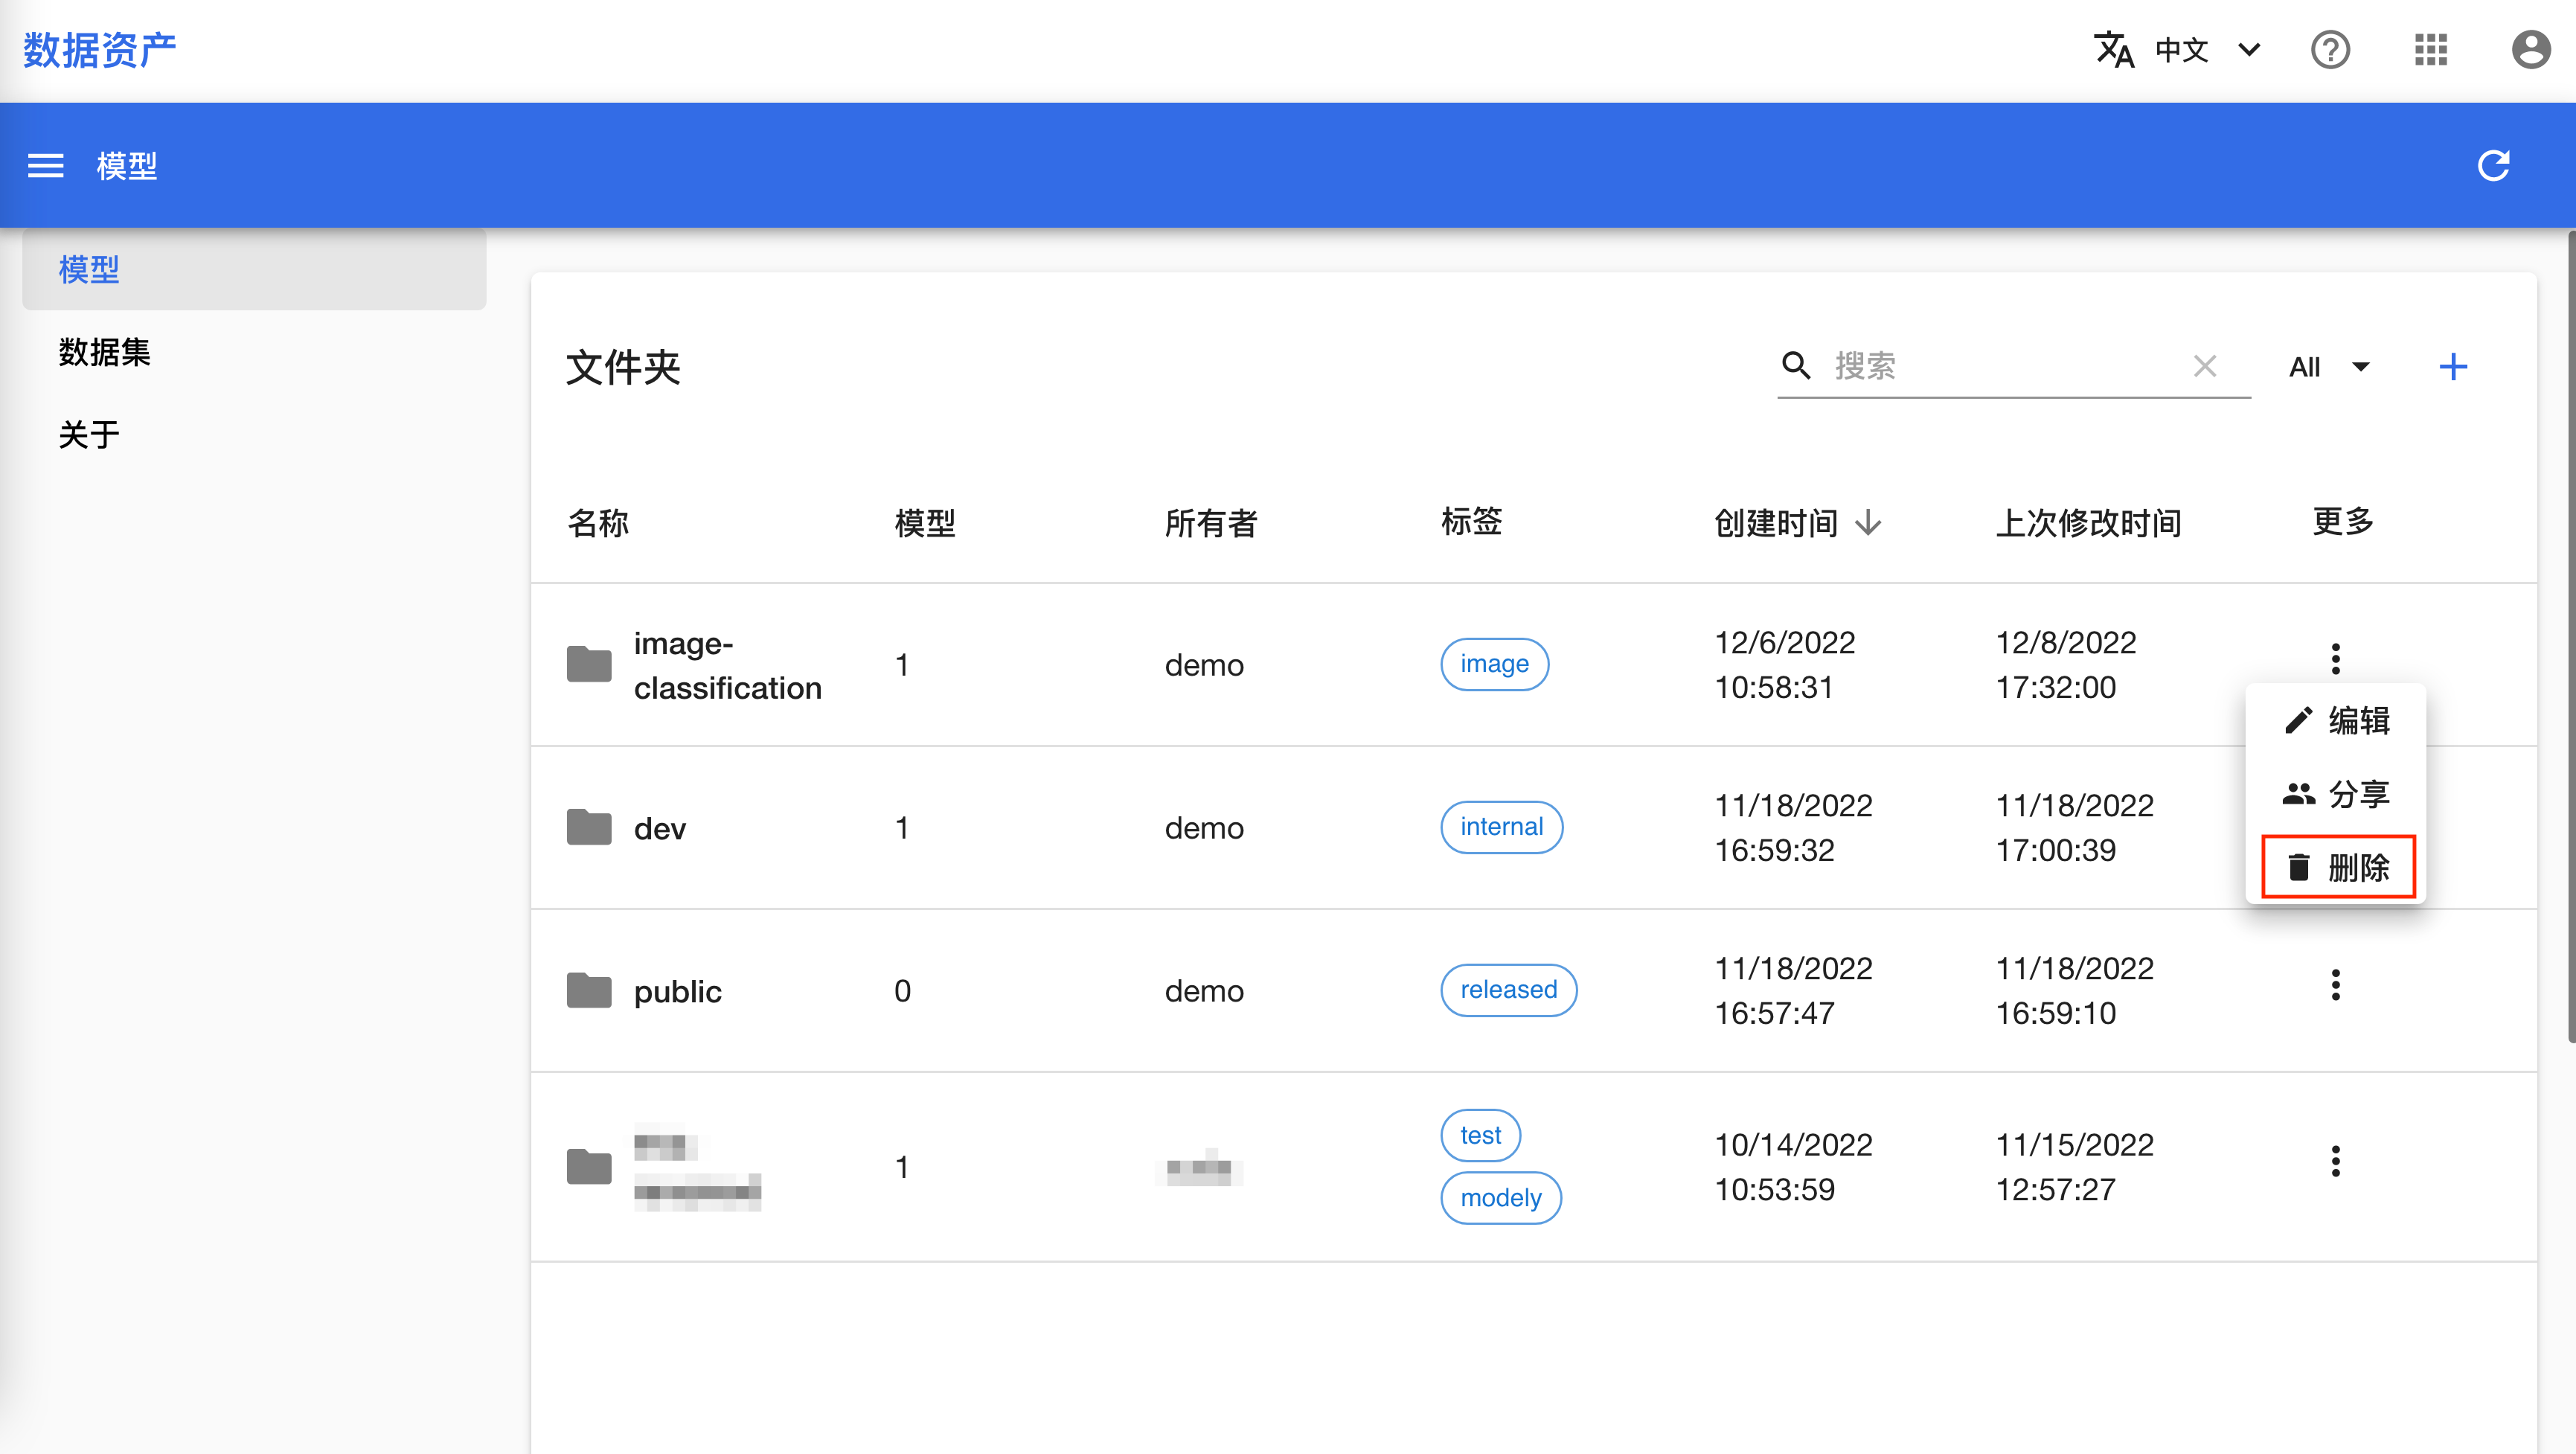 数据资产
中文
模型
模型
数据集
关于
文件夹
搜索
All
名称 模型 所有者 标签 创建时间 上次修改时间 更多
image-
classification
1
demo
image
12/6/2022
10:58:31
12/8/2022
17:32:00
编辑
分享
删除
dev
1
demo
internal
11/18/2022
16:59:32
11/18/2022
17:00:39
public
0
demo
released
11/18/2022
16:57:47
11/18/2022
16:59:10
1
test
modely
10/14/2022
10:53:59
11/15/2022
12:57:27